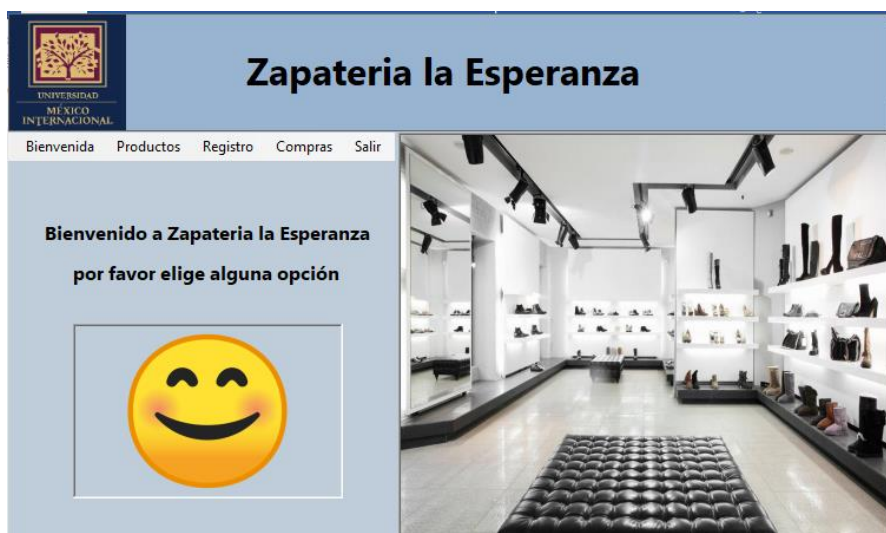 UNIVERSIDAD
MÉXICO
INTERNACIONAL
Zapateria la Esperanza
Bienvenida Productos Registro Compras Salir
Bienvenido a Zapateria la Esperanza
por favor elige alguna opción